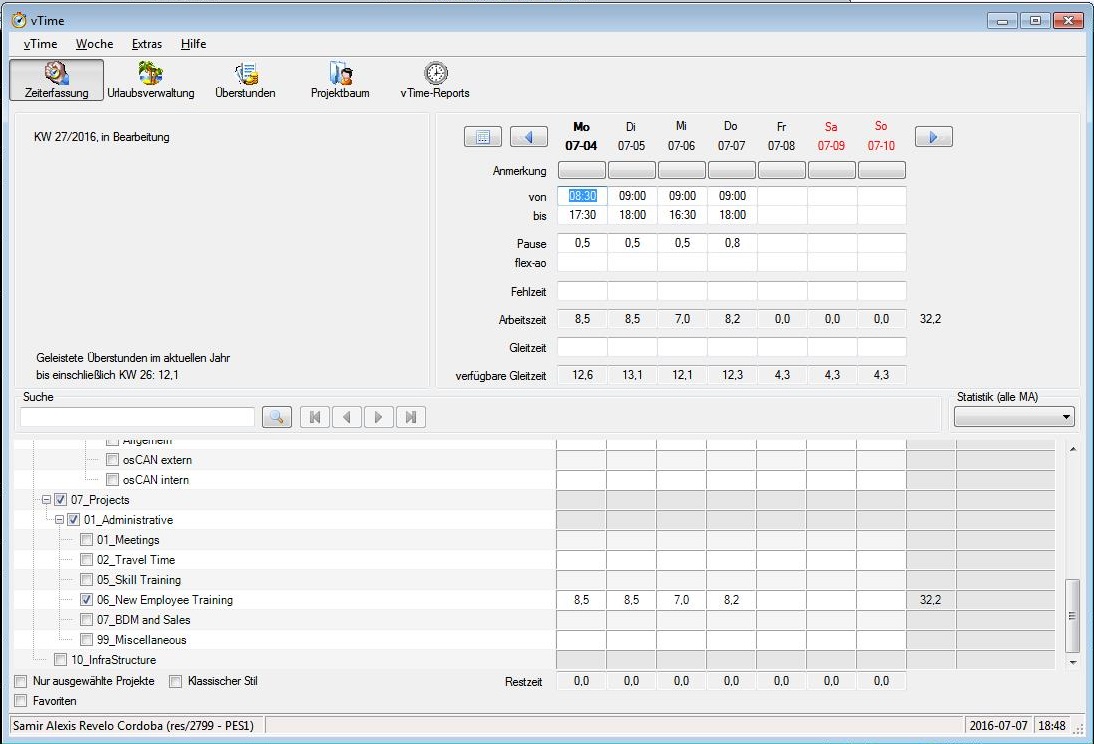 vTime
vTime Woche Extras Hilfe
Zeiterfassung Urlaubsverwaltung Überstunden Projektbaum vTime-Reports
KW 27/2016, in Bearbeitung
Mo Di Mi Do Fr Sa So
07-04 07-05 07-06 07-07 07-08 07-09 07-10
Anmerkung
von 08:30 09:00 09:00 09:00
bis 17:30 18:00 16:30 18:00
Pause 0,5 0,5 0,5 0,8
flex-ao
Fehlzeit
Arbeitszeit 8,5 8,5 7,0 8,2 0,0 0,0 0,0 32,2
Gleitzeit
verfügbare Gleitzeit 12,6 13,1 12,1 12,3 4,3 4,3 4,3
Geleistete Überstunden im aktuellen Jahr
bis einschließlich KW 26: 12,1
Suche
Statistik (alle MA)
Allgemein
osCAN extern
osCAN intern
07_Projects
01_Administrative
01_Meetings
02_Travel Time
05_Skill Training
06_New Employee Training 8,5 8,5 7,0 8,2 32,2
07_BDM and Sales
99_Miscellaneous
10_InfraStructure
Nur ausgewählte Projekte Klassischer Stil
Restzeit 0,0 0,0 0,0 0,0 0,0 0,0 0,0
Favoriten
Samir Alexis Revelo Cordoba (res/2799 - PES1) 2016-07-07 18:48